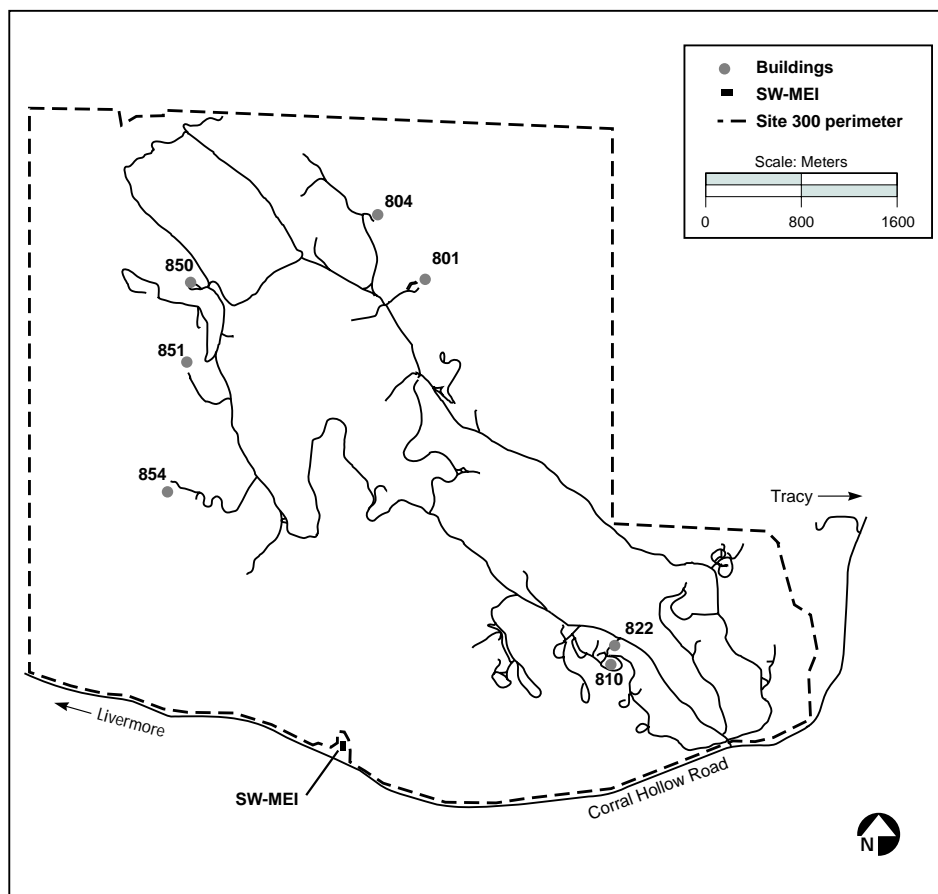 Buildings
SW-MEI
Site 300 perimeter
Scale: Meters
0 800 1600
804
801
850
851
854
Tracy
822
810
Livermore
SW-MEI
Corral Hollow Road
N